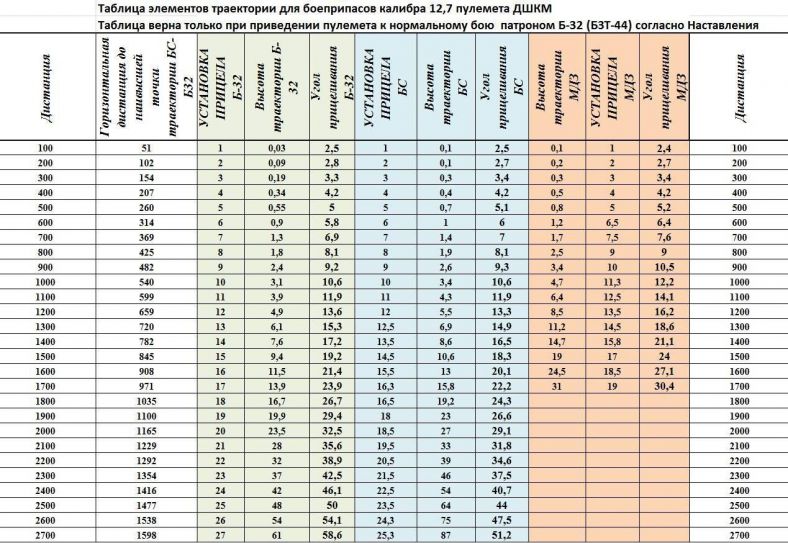 Таблица элементов траектории для боеприпасов калибра 12,7 пулемета ДШКМ
Таблица верна только при приведении пулемета к нормальному бою патроном Б-32 (БЗТ-44) согласно Наставления
Дистанция
Горизонтальная
дистанция до
наивысшей
точки
траектории БС-
Б32
УСТАНОВКА
ПРИЦЕЛА
Б-32
Высота
траектории Б-
32
Угол
прицеливания
Б-32
УСТАНОВКА
ПРИЦЕЛА
БС
Высота
траектории БС
Угол
прицеливания
БС
Высота
траектории
МДЗ
УСТАНОВКА
ПРИЦЕЛА
МДЗ
Угол
прицеливания
МДЗ
Дистанция
100 51 1 0,03 2,5 1 0,1 2,5 0,1 1 2,4 100
200 102 2 0,09 2,8 2 0,1 2,7 0,2 2 2,7 200
300 154 3 0,19 3,3 3 0,3 3,4 0,3 3 3,4 300
400 207 4 0,34 4,2 4 0,4 4,2 0,5 4 4,2 400
500 260 5 0,55 5 5 0,7 5,1 0,8 5 5,2 500
600 314 6 0,9 5,8 6 1 6 1,2 6,5 6,4 600
700 369 7 1,3 6,9 7 1,4 7 1,7 7,5 7,6 700
800 425 8 1,8 8,1 8 1,9 8,1 2,5 9 9 800
900 482 9 2,4 9,2 9 2,6 9,3 3,4 10 10,5 900
1000 540 10 3,1 10,6 10 3,4 10,6 4,7 11,3 12,2 1000
1100 599 11 3,9 11,9 11 4,3 11,9 6,4 12,5 14,1 1100
1200 659 12 4,9 13,6 12 5,5 13,3 8,5 13,5 16,2 1200
1300 720 13 6,1 15,3 12,5 6,9 14,9 11,2 14,5 18,6 1300
1400 782 14 7,6 17,2 13,5 8,6 16,5 14,7 15,8 21,1 1400
1500 845 15 9,4 19,2 14,5 10,6 18,3 19 17 24 1500
1600 908 16 11,5 21,4 15,5 13 20,1 24,5 18,5 27,1 1600
1700 971 17 13,9 23,9 16,3 15,8 22,2 31 19 30,4 1700
1800 1035 18 16,7 26,7 16,5 19,2 24,3 1800
1900 1100 19 19,9 29,4 18 23 26,6 1900
2000 1165 20 23,5 32,5 18,5 27 29,1 2000
2100 1229 21 28 35,6 19,5 33 31,8 2100
2200 1292 22 32 38,9 20,5 39 34,6 2200
2300 1354 23 37 42,5 21,5 46 37,5 2300
2400 1416 24 42 46,1 22,5 54 40,7 2400
2500 1477 25 48 50 23,5 64 44 2500
2600 1538 26 54 54,1 24,3 75 47,5 2600
2700 1598 27 61 58,6 25,3 87 51,2 2700